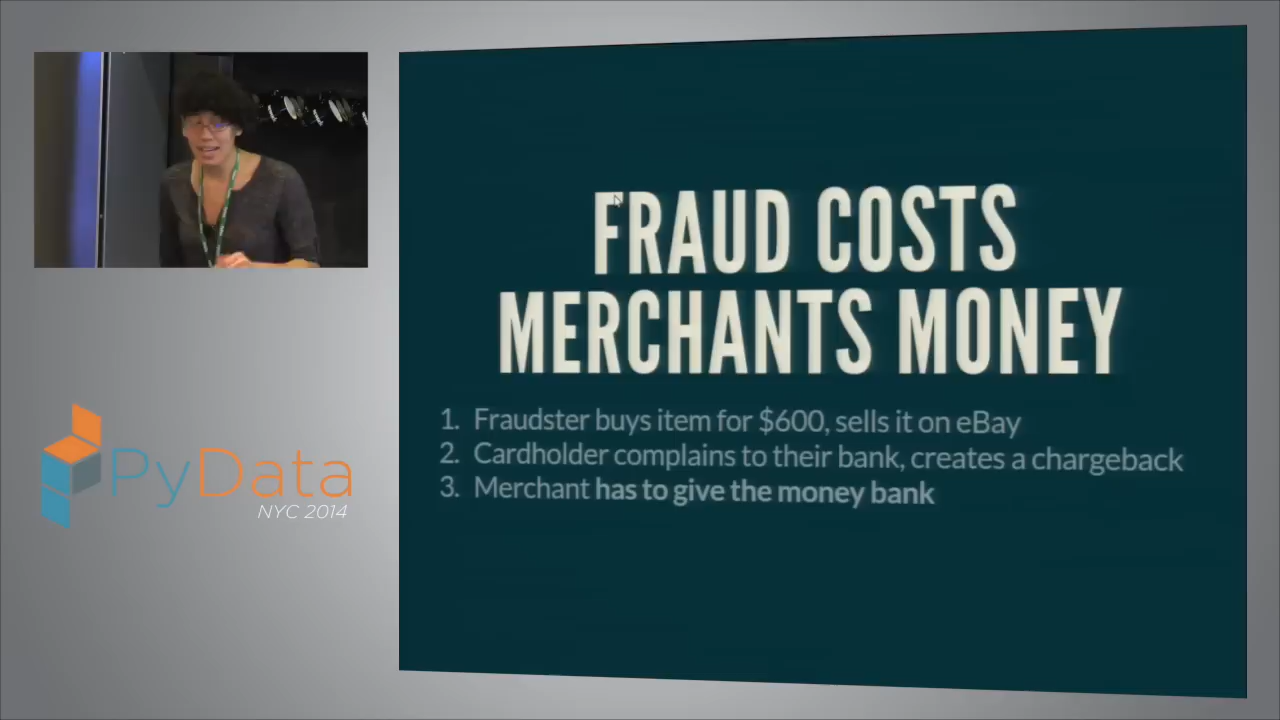 FRAUD COSTS
MERCHANTS MONEY
1. Fraudster buys item for $600, sells it on eBay
2. Cardholder complains to their bank, creates a chargeback
3. Merchant has to give the money bank
PyData
NYC 2014